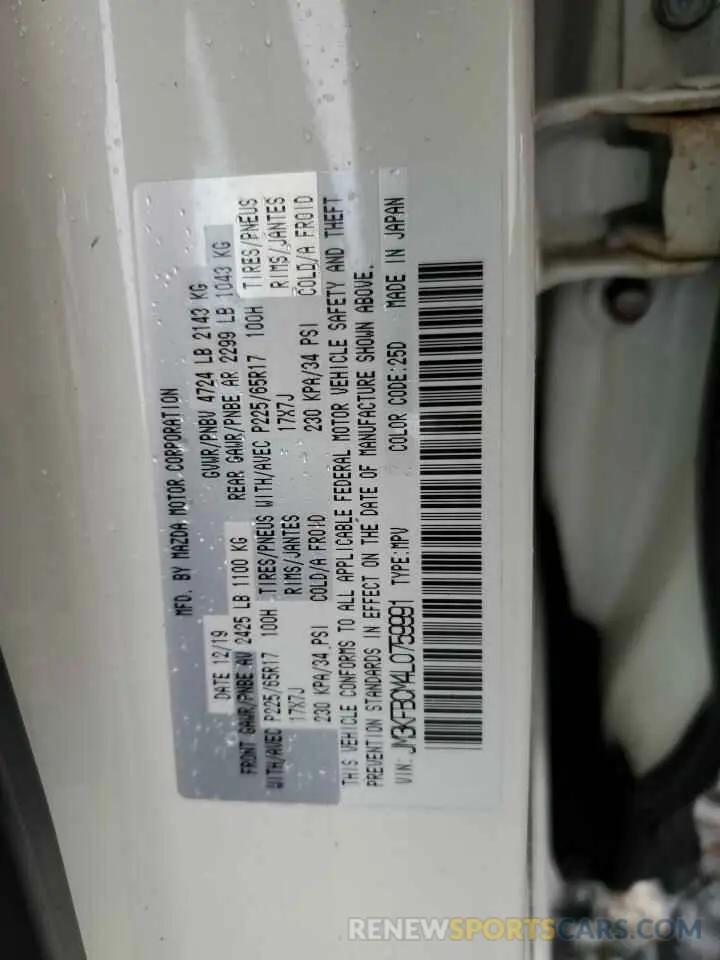 MFD. BY MAZDA MOTOR CORPORATION
DATE 12/19 GVWR/PNBV 4724 LB 2143 KG
FRONT GAWR/PNBE AV 2425 LB 1100 KG REAR GAWR/PNBE AR 2299 LB 1043 KG
WITH/AVEC P225/65R17 100H TIRES/PNEUS WITH/AVEC P225/65R17 100H TIRES/PNEUS
17X7J RIMS/JANTES 17X7J RIMS/JANTES
230 KPA/34 PSI COLD/A FROID 230 KPA/34 PSI COLD/A FROID
THIS VEHICLE CONFORMS TO ALL APPLICABLE FEDERAL MOTOR VEHICLE SAFETY AND THEFT
PREVENTION STANDARDS IN EFFECT ON THE DATE OF MANUFACTURE SHOWN ABOVE.
VIN: JM3KFBCM4L0759991 TYPE:MPV COLOR CODE:25D MADE IN JAPAN
RENEWSPORTSCARS.COM